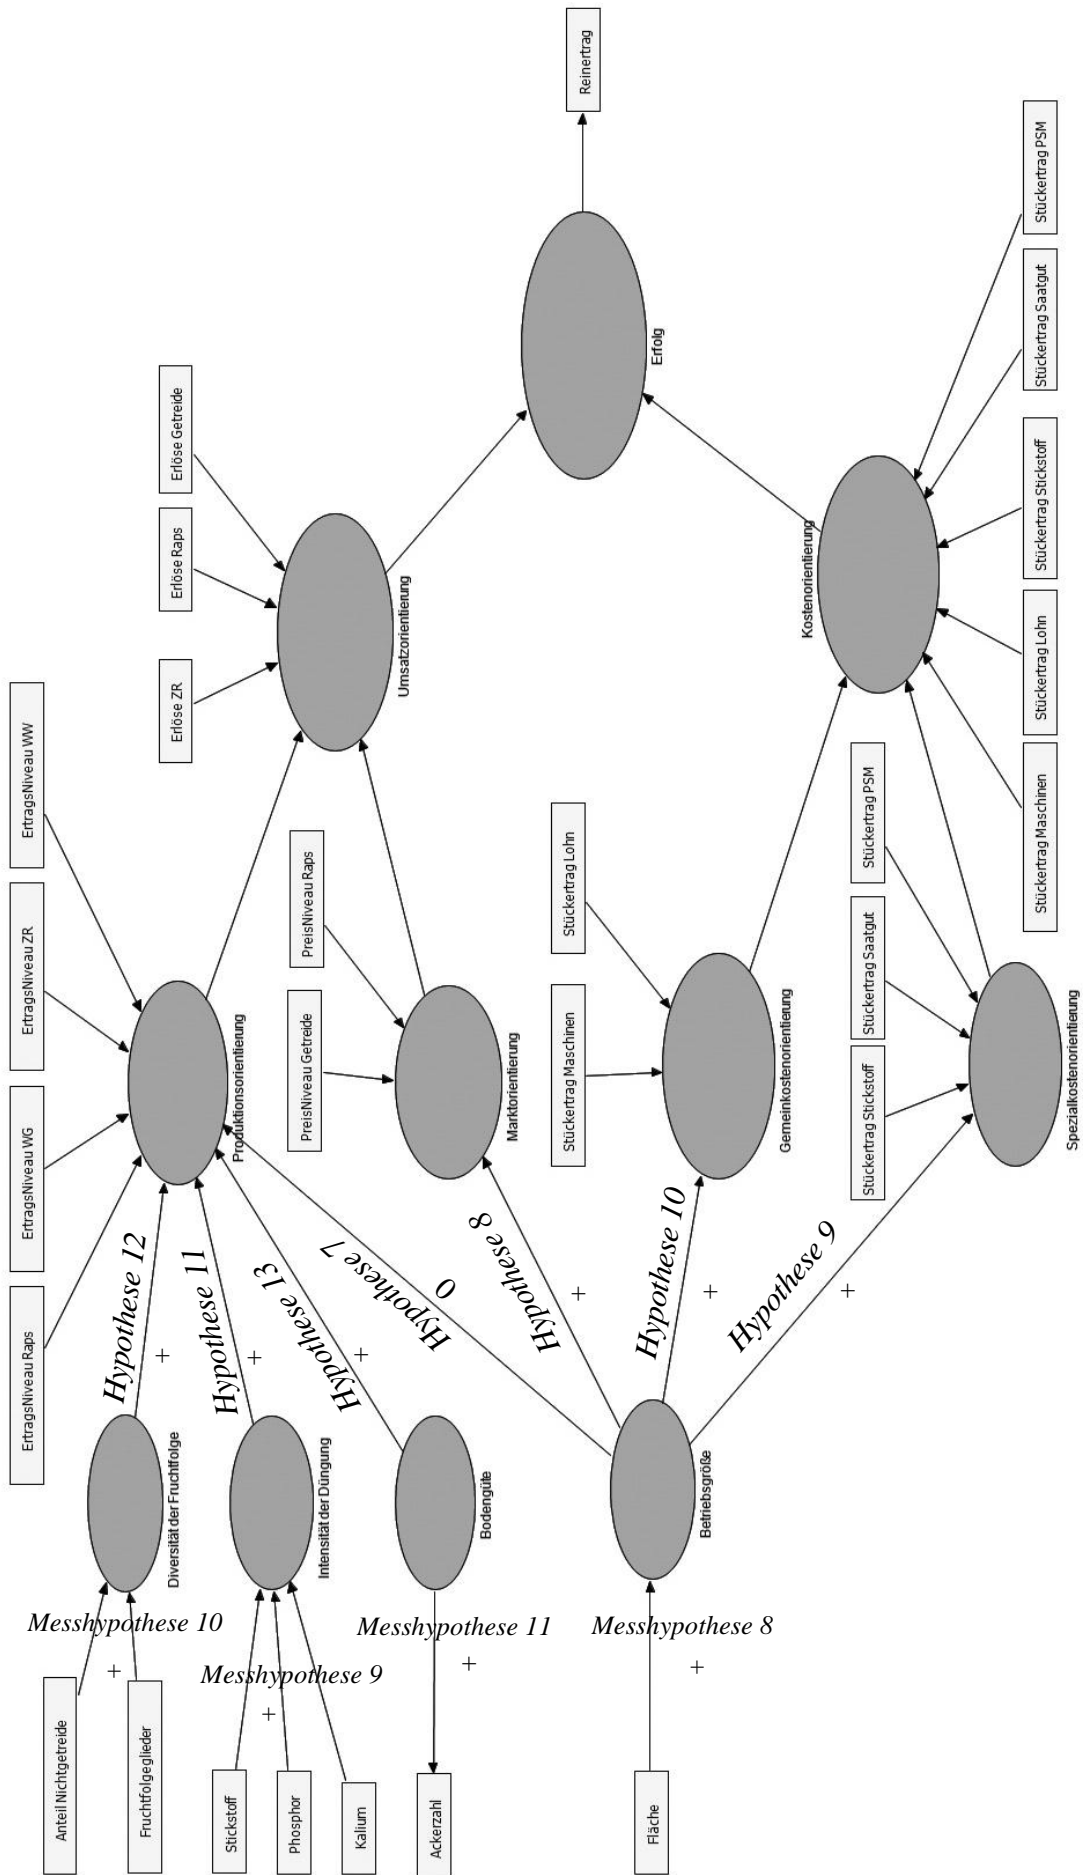 Reinertrag
Erfolg
Erlöse Getreide
Erlöse Raps
Erlöse ZR
Umsatzorientierung
Kostenorientierung
Stückertrag PSM
Stückertrag Saatgut
Stückertrag Stickstoff
Stückertrag Lohn
Stückertrag Maschinen
ErtragsNiveau WW
ErtragsNiveau ZR
ErtragsNiveau WG
ErtragsNiveau Raps
Produktionsorientierung
PreisNiveau Raps
PreisNiveau Getreide
Marktorientierung
Stückertrag Lohn
Stückertrag Maschinen
Gemeinkostenorientierung
Stückertrag PSM
Stückertrag Saatgut
Stückertrag Stickstoff
Spezialkostenorientierung
Hypothese 12
+
Hypothese 11
+
Hypothese 13
+
Hypothese 7
0
Hypothese 8
+
Hypothese 10
+
Hypothese 9
+
Diversität der Fruchtfolge
Intensität der Düngung
Bodengüte
Betriebsgröße
Messhypothese 10
+
Messhypothese 9
+
Messhypothese 11
+
Messhypothese 8
+
Anteil Nichtgetreide
Fruchtfolgeglieder
Stickstoff
Phosphor
Kalium
Ackerzahl
Fläche